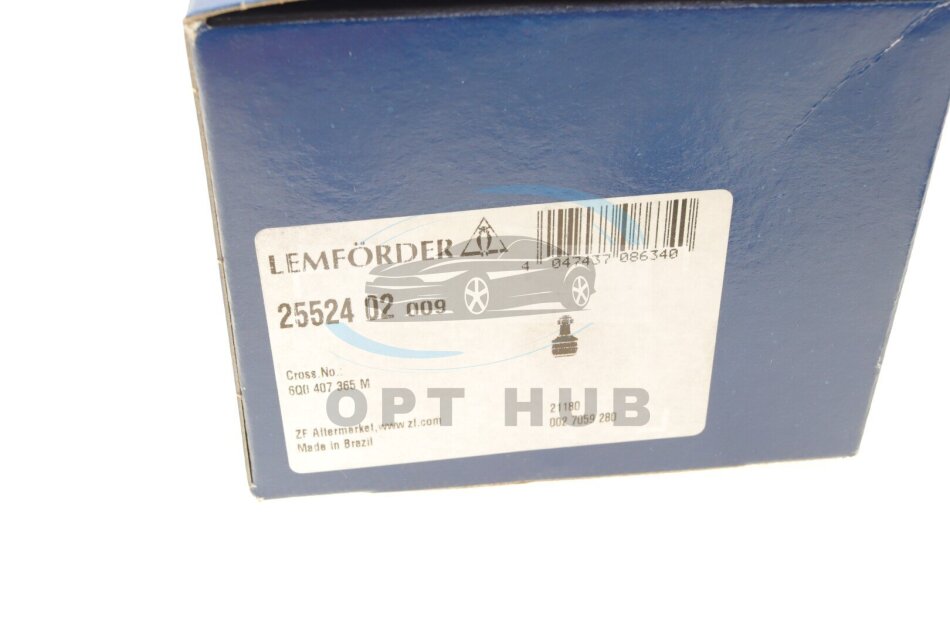 LEMFÖRDER
4 047437 086340
25524 02 009
Cross.No.:
6Q0 407 365 M
OPT HUB
21180
002 7059 280
ZF Aftermarket,www.zf.com
Made in Brazil